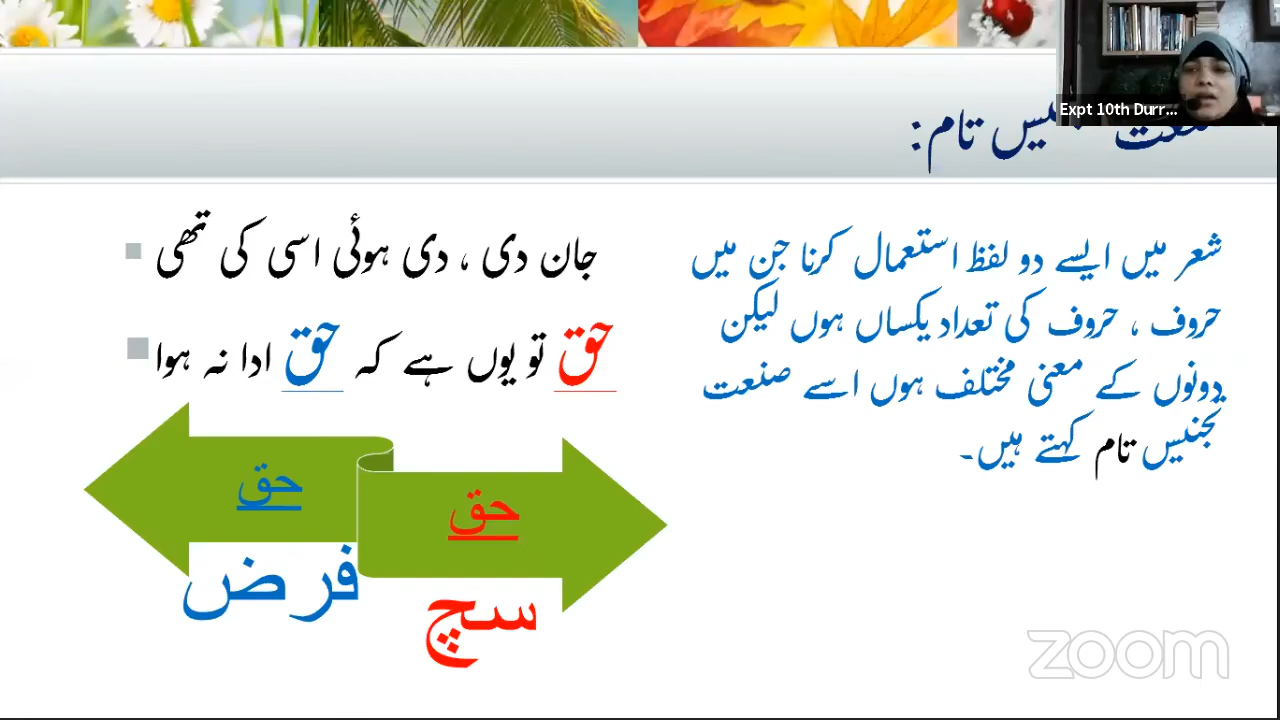 Expt 10th Durr...
تام:
شعر میں ایسے دو لفظ استعمال کرنا جن میں
حروف ، حروف کی تعداد یکساں ہوں لیکن
دونوں کے معنی مختلف ہوں اسے صنعت
تجنیس تام کہتے ہیں۔
جان دی ، دی ہوئی اسی کی تھی
حق تو یوں ہے کہ حق ادا نہ ہوا
حق
فرض
حق
سچ
zoom